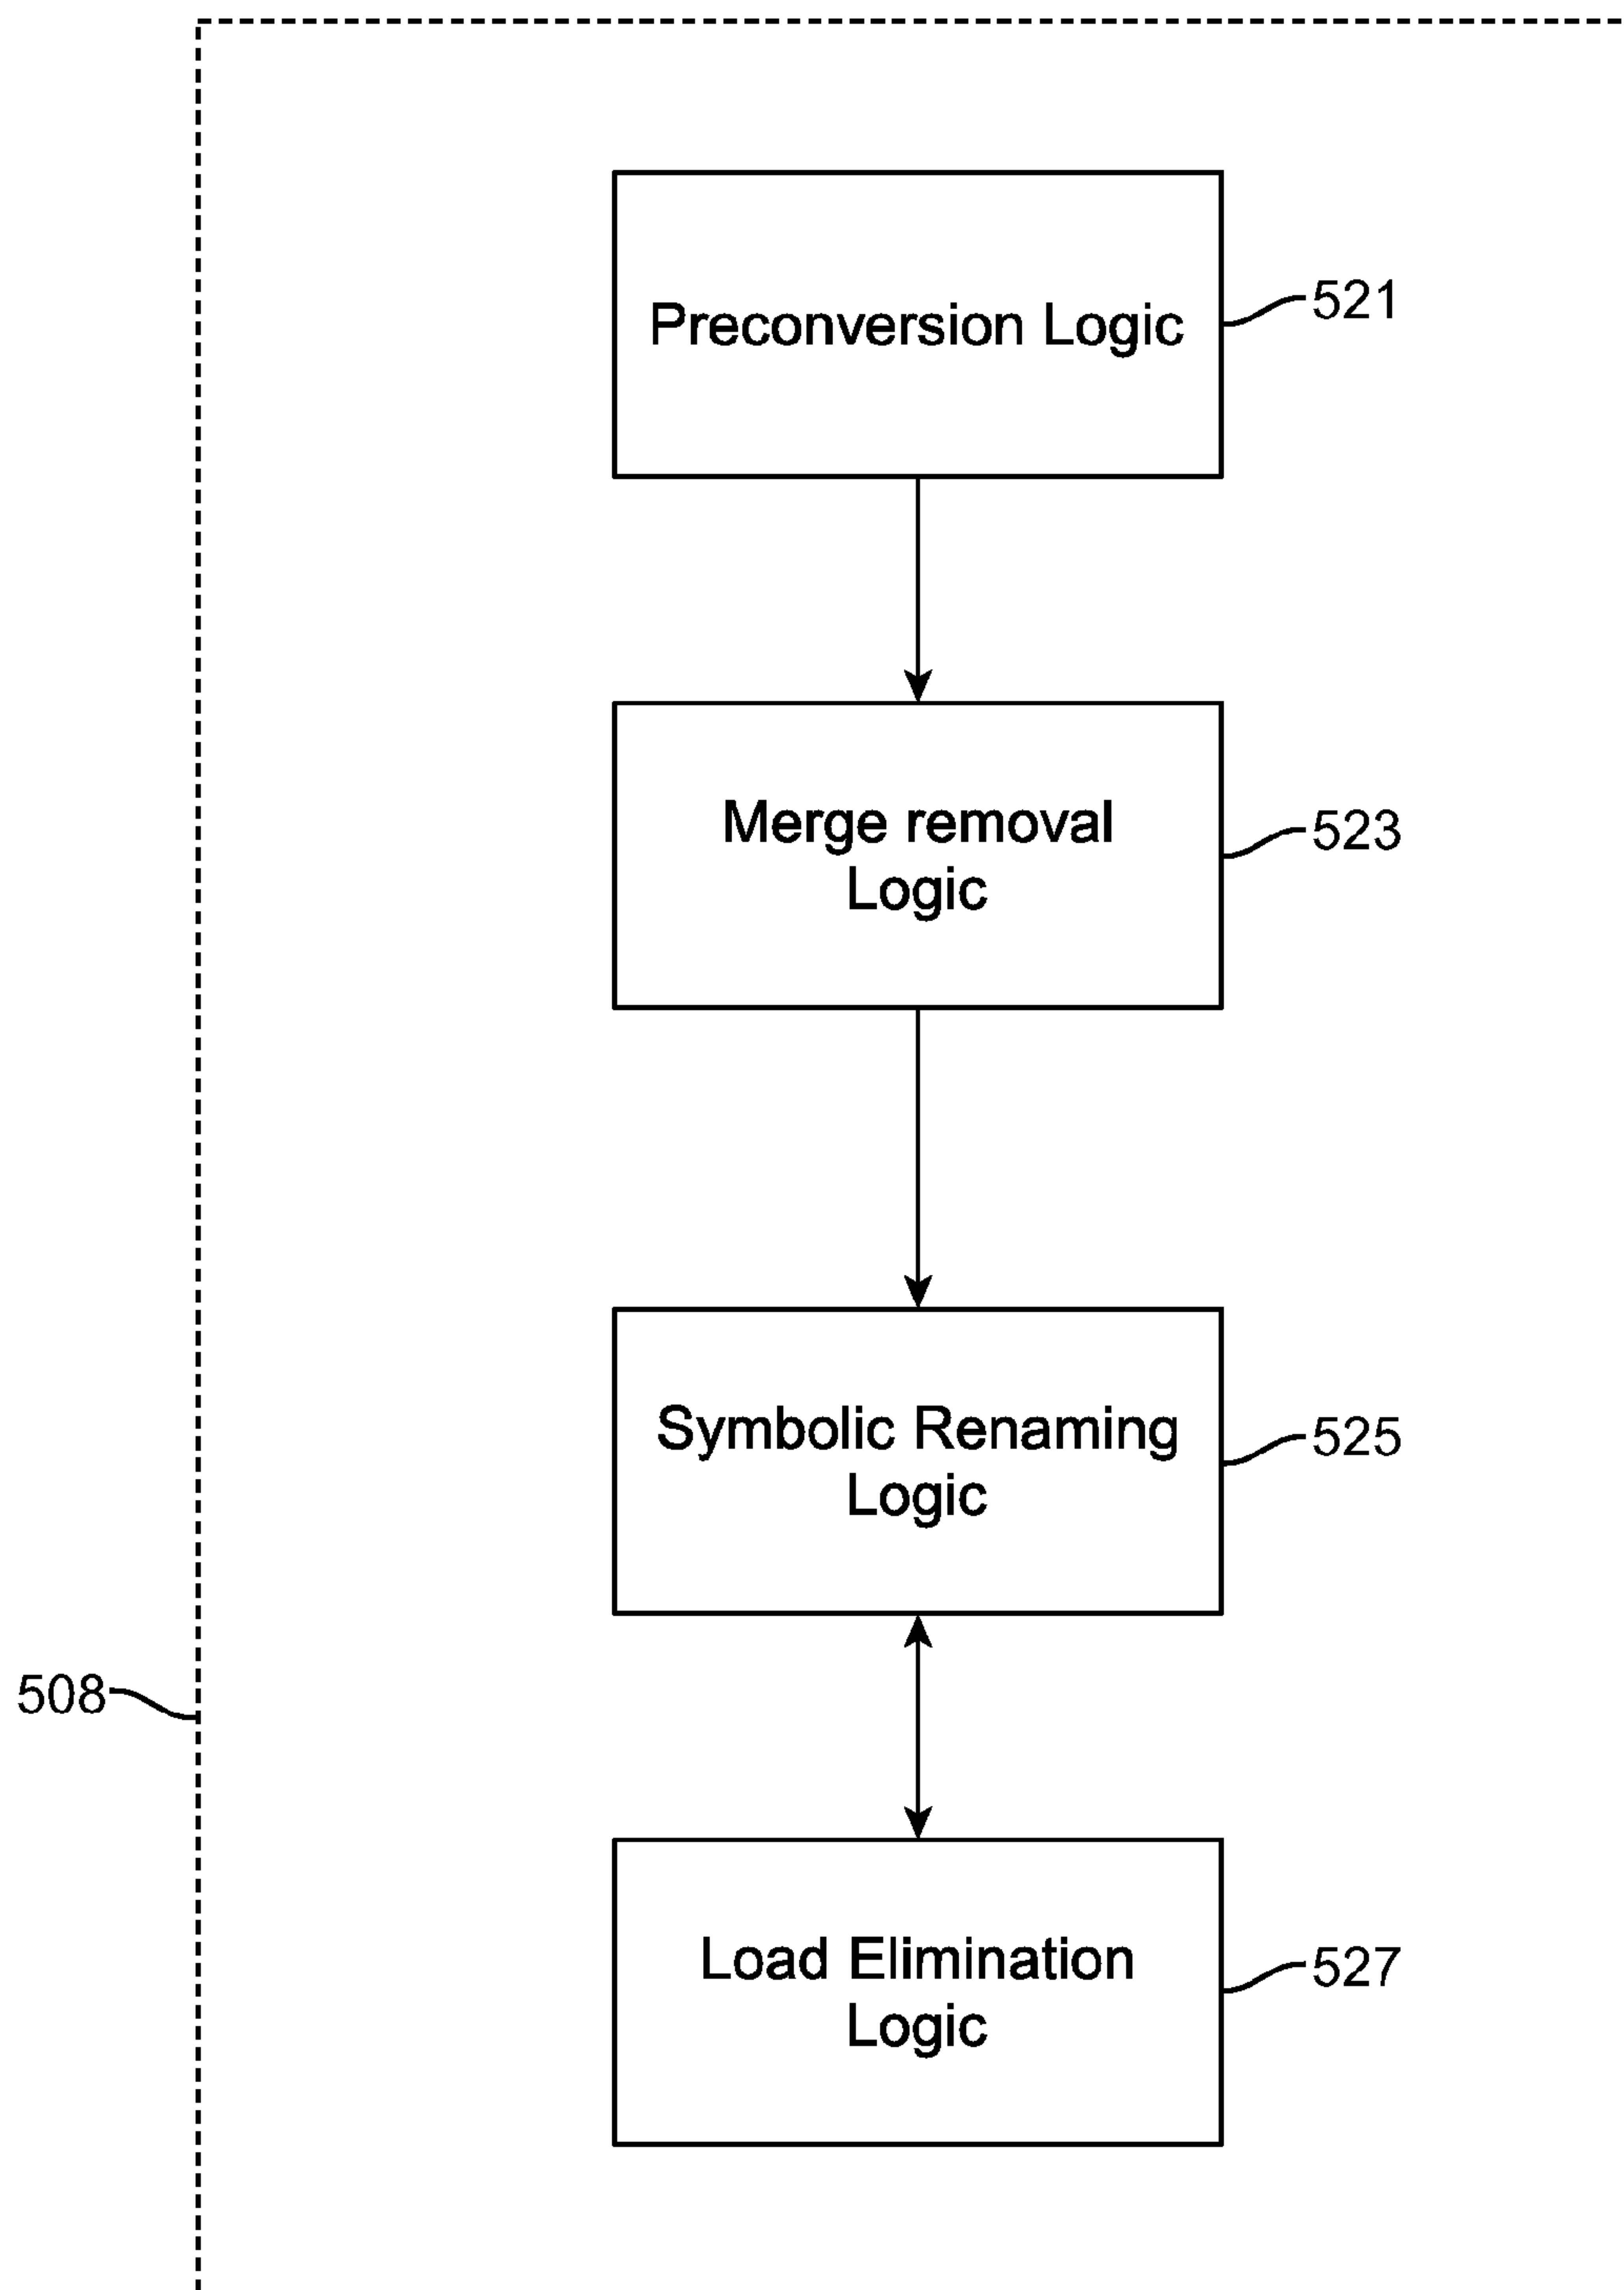 Preconversion Logic
521
Merge removal
Logic
523
Symbolic Renaming
Logic
525
508
Load Elimination
Logic
527